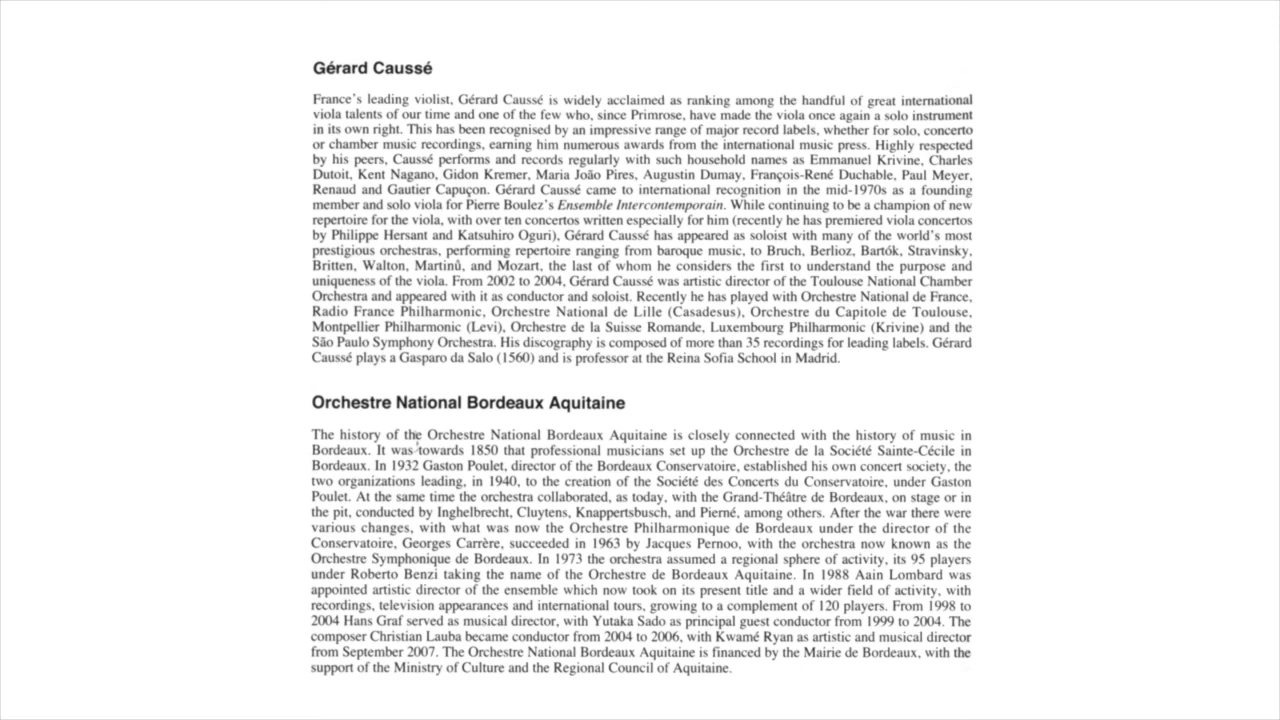 Gérard Caussé
France's leading violist, Gérard Caussé is widely acclaimed as ranking among the handful of great international
viola talents of our time and one of the few who, since Primrose, have made the viola once again a solo instrument
in its own right. This has been recognised by an impressive range of major record labels, whether for solo, concerto
or chamber music recordings, earning him numerous awards from the international music press. Highly respected
by his peers, Caussé performs and records regularly with such household names as Emmanuel Krivine, Charles
Dutoit, Kent Nagano, Gidon Kremer, Maria João Pires, Augustin Dumay, François-René Duchable, Paul Meyer,
Renaud and Gautier Capuçon. Gérard Caussé came to international recognition in the mid-1970s as a founding
member and solo viola for Pierre Boulez's Ensemble Intercontemporain. While continuing to be a champion of new
repertoire for the viola, with over ten concertos written especially for him (recently he has premiered viola concertos
by Philippe Hersant and Katsuhiro Oguri), Gérard Caussé has appeared as soloist with many of the world's most
prestigious orchestras, performing repertoire ranging from baroque music, to Bruch, Berlioz, Bartók, Stravinsky,
Britten, Walton, Martinů, and Mozart, the last of whom he considers the first to understand the purpose and
uniqueness of the viola. From 2002 to 2004, Gérard Caussé was artistic director of the Toulouse National Chamber
Orchestra and appeared with it as conductor and soloist. Recently he has played with Orchestre National de France,
Radio France Philharmonic, Orchestre National de Lille (Casadesus), Orchestre du Capitole de Toulouse,
Montpellier Philharmonic (Levi), Orchestre de la Suisse Romande, Luxembourg Philharmonic (Krivine) and the
São Paulo Symphony Orchestra. His discography is composed of more than 35 recordings for leading labels. Gérard
Caussé plays a Gasparo da Salo (1560) and is professor at the Reina Sofia School in Madrid.
Orchestre National Bordeaux Aquitaine
The history of the Orchestre National Bordeaux Aquitaine is closely connected with the history of music in
Bordeaux. It was towards 1850 that professional musicians set up the Orchestre de la Société Sainte-Cécile in
Bordeaux. In 1932 Gaston Poulet, director of the Bordeaux Conservatoire, established his own concert society, the
two organizations leading, in 1940, to the creation of the Société des Concerts du Conservatoire, under Gaston
Poulet. At the same time the orchestra collaborated, as today, with the Grand-Théâtre de Bordeaux, on stage or in
the pit, conducted by Inghelbrecht, Cluytens, Knappertsbusch, and Pierné, among others. After the war there were
various changes, with what was now the Orchestre Philharmonique de Bordeaux under the director of the
Conservatoire, Georges Carrère, succeeded in 1963 by Jacques Pernoo, with the orchestra now known as the
Orchestre Symphonique de Bordeaux. In 1973 the orchestra assumed a regional sphere of activity, its 95 players
under Roberto Benzi taking the name of the Orchestre de Bordeaux Aquitaine. In 1988 Aain Lombard was
appointed artistic director of the ensemble which now took on its present title and a wider field of activity, with
recordings, television appearances and international tours, growing to a complement of 120 players. From 1998 to
2004 Hans Graf served as musical director, with Yutaka Sado as principal guest conductor from 1999 to 2004. The
composer Christian Lauba became conductor from 2004 to 2006, with Kwamé Ryan as artistic and musical director
from September 2007. The Orchestre National Bordeaux Aquitaine is financed by the Mairie de Bordeaux, with the
support of the Ministry of Culture and the Regional Council of Aquitaine.